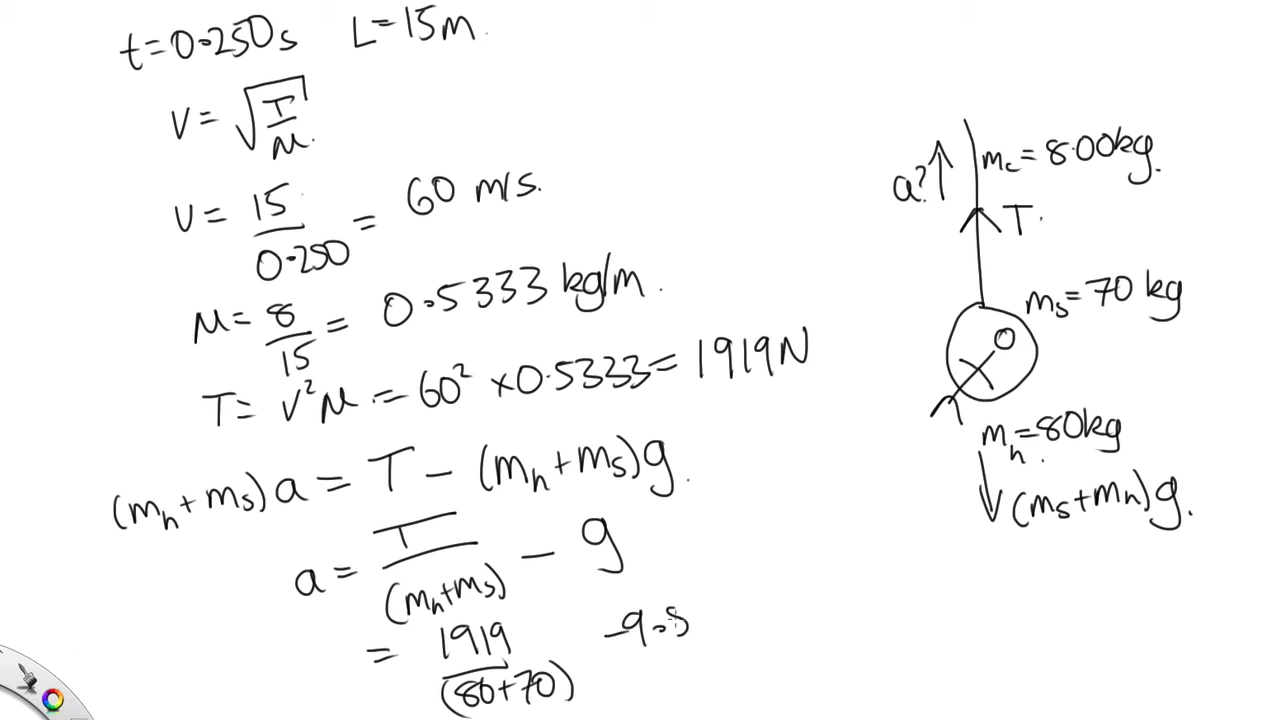 t=0.250s L=15m.
V= √(T/μ).
V= 15/0.250 = 60 m/s.
μ= 8/15 = 0.5333 kg/m.
T= V²μ = 60² ×0.5333= 1919N
(mₕ+mₛ)a = T − (mₕ+mₛ)g.
a= T/(mₕ+mₛ) − g
= 1919/(80+70) −9.8
a? m꜀= 8.00kg.
T.
mₛ=70 kg
mₕ=80kg.
(mₛ+mₕ)g.